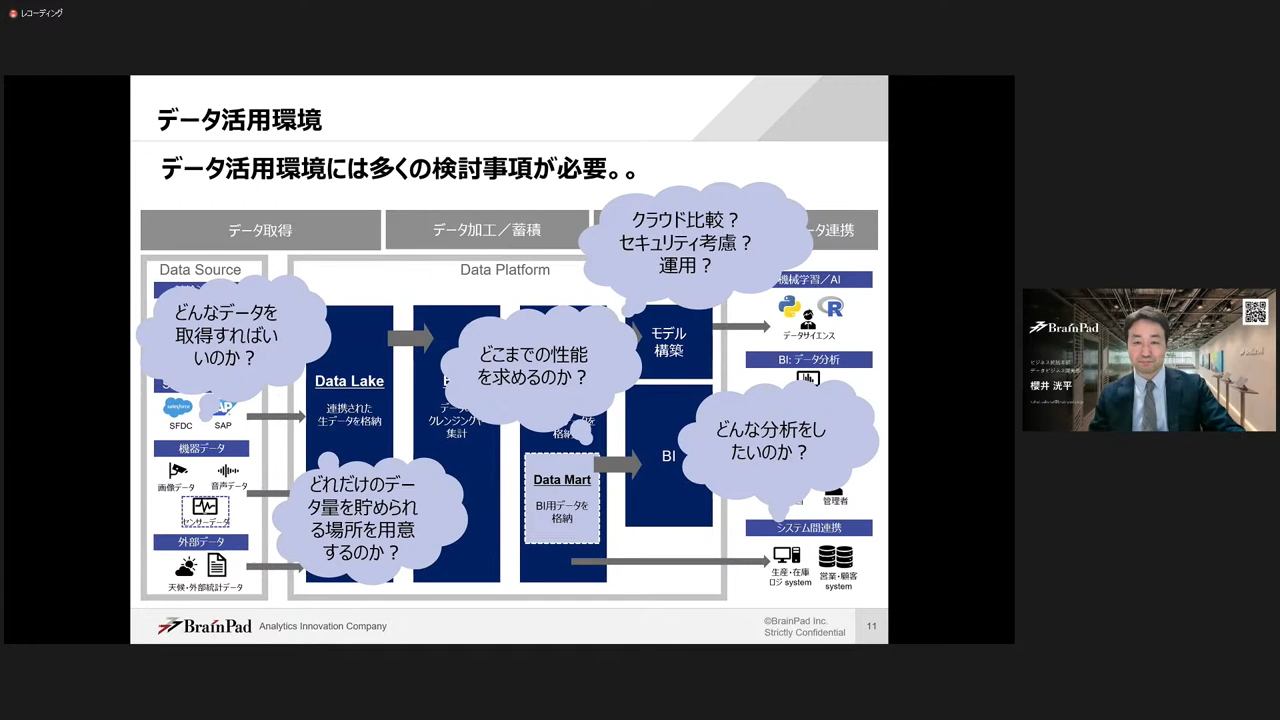 レコーディング
データ活用環境
データ活用環境には多くの検討事項が必要。。
データ取得
データ加工／蓄積
タ連携
クラウド比較？
セキュリティ考慮？
運用？
Data Source
Data Platform
どんなデータを
取得すればい
いのか？
SFDC
SAP
機器データ
画像データ
音声データ
センサーデータ
外部データ
天候・外部統計データ
Data Lake
連携された
生データを格納
クレンジングや
集計
どこまでの性能
を求めるのか？
どれだけのデー
タ量を貯められ
る場所を用意
するのか？
Data Mart
BI用データを
格納
モデル
構築
BI
機械学習／AI
データサイエンス
BI: データ分析
どんな分析をし
たいのか？
管理者
システム間連携
生産・在庫
ロジ system
営業・顧客
system
BrainPad
Analytics Innovation Company
©BrainPad Inc.
Strictly Confidential
11
BrainPad
ビジネス統括本部
データビジネス開発部
櫻井 洸平